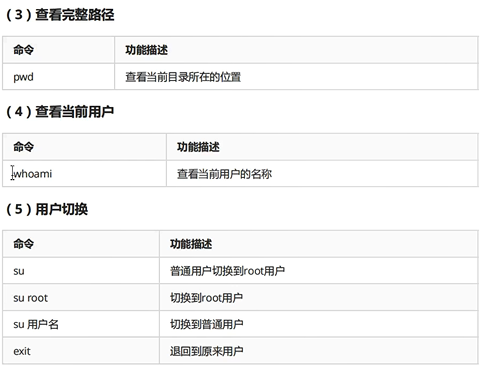 （3）查看完整路径
命令 功能描述
pwd 查看当前目录所在的位置
（4）查看当前用户
命令 功能描述
whoami 查看当前用户的名称
（5）用户切换
命令 功能描述
su 普通用户切换到root用户
su root 切换到root用户
su 用户名 切换到普通用户
exit 退回到原来用户